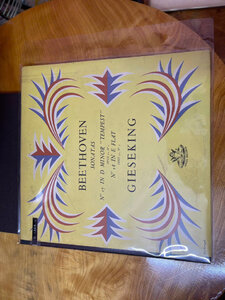 BEETHOVEN
SONATAS
Nº 17 IN D MINOR "TEMPEST"
Nº 18 IN E FLAT
GIESEKING